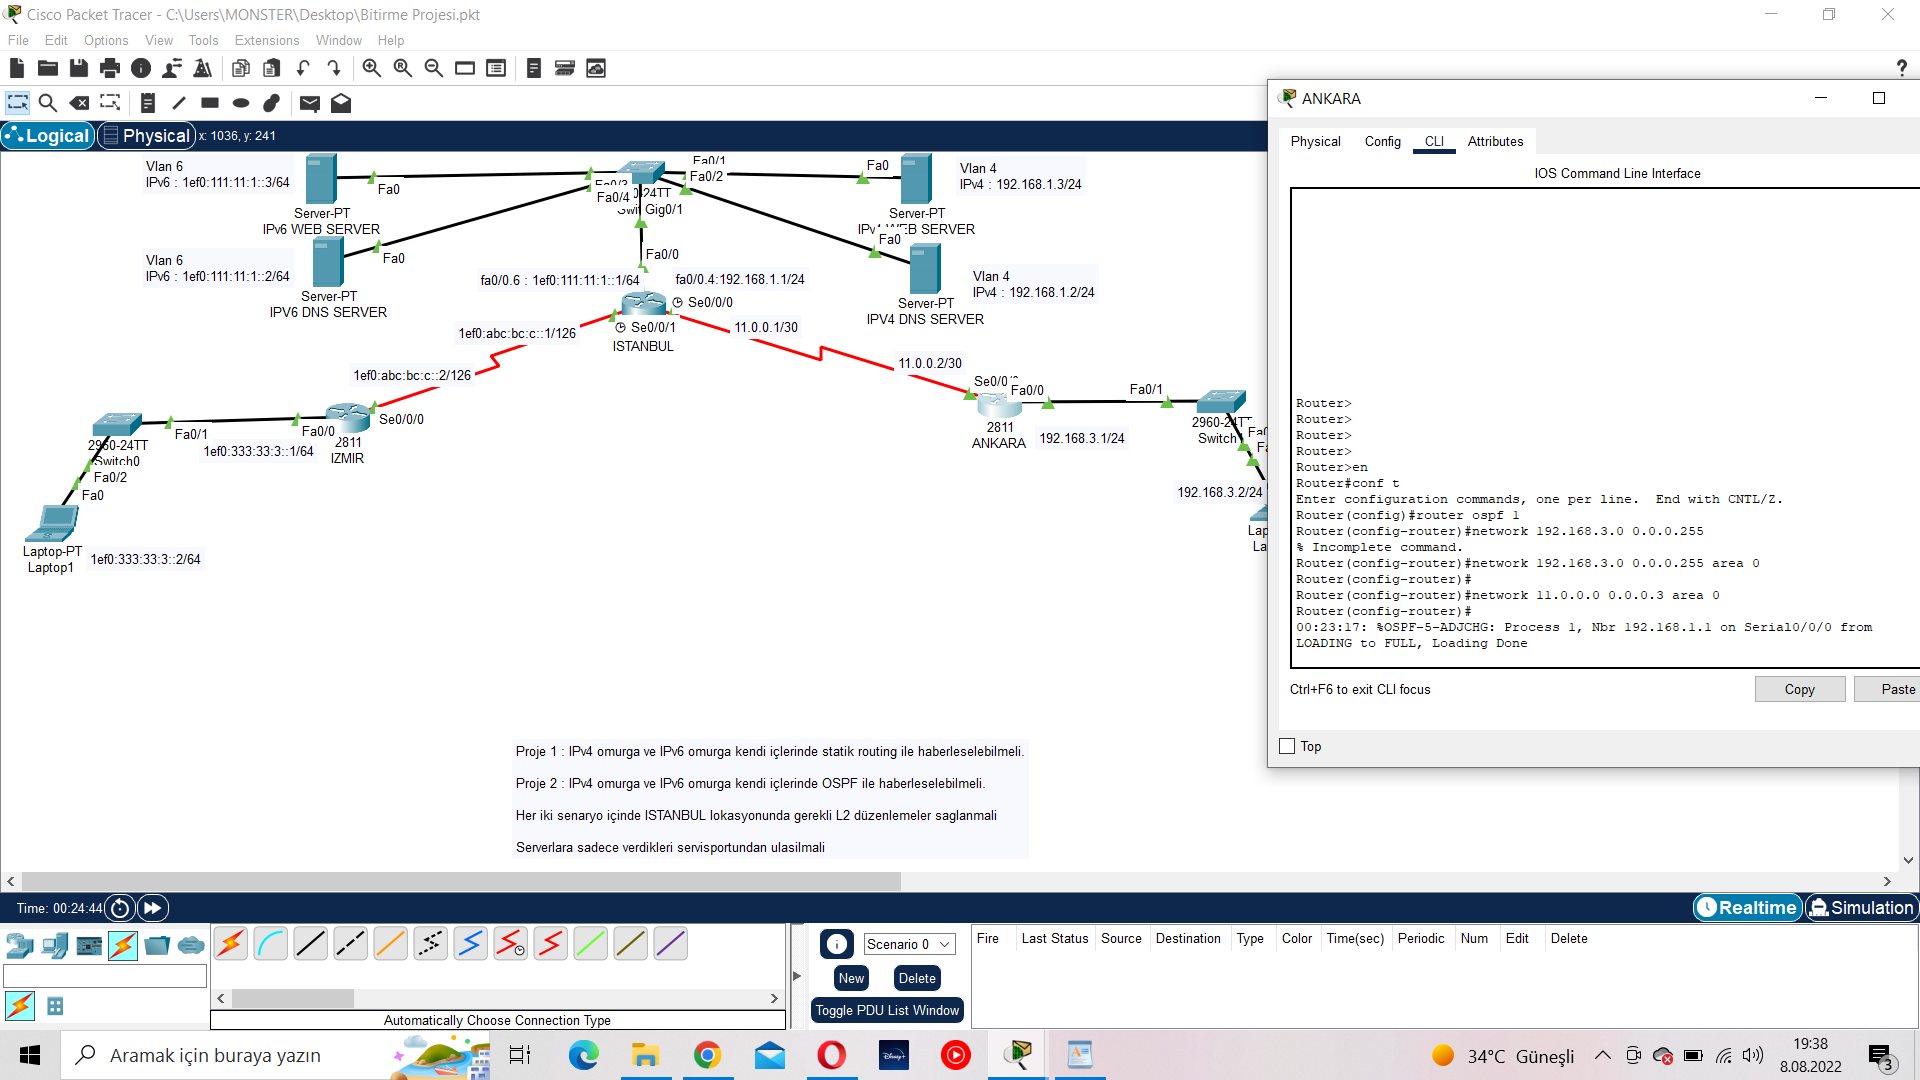 Cisco Packet Tracer - C:\Users\MONSTER\Desktop\Bitirme Projesi.pkt
File Edit Options View Tools Extensions Window Help
Logical Physical x: 1036, y: 241
Vlan 6
IPv6 : 1ef0:111:11:1::3/64
Fa0
Server-PT
IPv6 WEB SERVER
Vlan 6
IPv6 : 1ef0:111:11:1::2/64
Fa0
Server-PT
IPV6 DNS SERVER
Fa0/1
Fa0/2
Fa0/4
Gig0/1
Fa0
Vlan 4
IPv4 : 192.168.1.3/24
Server-PT
Fa0
Vlan 4
IPv4 : 192.168.1.2/24
Server-PT
IPV4 DNS SERVER
Fa0/0
fa0/0.6 : 1ef0:111:11:1::1/64
fa0/0.4:192.168.1.1/24
Se0/0/0
Se0/0/1
ISTANBUL
1ef0:abc:bc:c::1/126
11.0.0.1/30
1ef0:abc:bc:c::2/126
11.0.0.2/30
Fa0/0
Fa0/1
2811
ANKARA
192.168.3.1/24
Switch
192.168.3.2/24
Se0/0/0
Fa0/0
2811
IZMIR
Fa0/1
1ef0:333:33:3::1/64
2960-24TT
Switch0
Fa0/2
Fa0
Laptop-PT
Laptop1
1ef0:333:33:3::2/64
Proje 1 : IPv4 omurga ve IPv6 omurga kendi içlerinde statik routing ile haberleselebilmeli.
Proje 2 : IPv4 omurga ve IPv6 omurga kendi içlerinde OSPF ile haberleselebilmeli.
Her iki senaryo içinde ISTANBUL lokasyonunda gerekli L2 düzenlemeler saglanmali
Serverlara sadece verdikleri servisportundan ulasilmali
ANKARA
Physical Config CLI Attributes
IOS Command Line Interface
Router>
Router>
Router>
Router>
Router>en
Router#conf t
Enter configuration commands, one per line.  End with CNTL/Z.
Router(config)#router ospf 1
Router(config-router)#network 192.168.3.0 0.0.0.255
% Incomplete command.
Router(config-router)#network 192.168.3.0 0.0.0.255 area 0
Router(config-router)#
Router(config-router)#network 11.0.0.0 0.0.0.3 area 0
Router(config-router)#
00:23:17: %OSPF-5-ADJCHG: Process 1, Nbr 192.168.1.1 on Serial0/0/0 from
LOADING to FULL, Loading Done
Ctrl+F6 to exit CLI focus
Copy Paste
Top
Time: 00:24:44
Realtime Simulation
Automatically Choose Connection Type
Scenario 0
New Delete
Toggle PDU List Window
Fire Last Status Source Destination Type Color Time(sec) Periodic Num Edit Delete
Aramak için buraya yazın
34°C Güneşli
19:38
8.08.2022
3